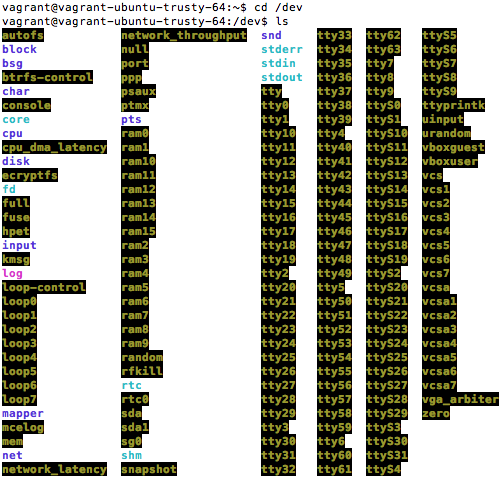 vagrant@vagrant-ubuntu-trusty-64:~$ cd /dev
vagrant@vagrant-ubuntu-trusty-64:/dev$ ls
autofs network_throughput snd tty33 tty62 ttyS5
block null stderr tty34 tty63 ttyS6
bsg port stdin tty35 tty7 ttyS7
btrfs-control ppp stdout tty36 tty8 ttyS8
char psaux tty tty37 tty9 ttyS9
console ptmx tty0 tty38 ttyS0 ttyprintk
core pts tty1 tty39 ttyS1 uinput
cpu ram0 tty10 tty4 ttyS10 urandom
cpu_dma_latency ram1 tty11 tty40 ttyS11 vboxguest
disk ram10 tty12 tty41 ttyS12 vboxuser
ecryptfs ram11 tty13 tty42 ttyS13 vcs
fd ram12 tty14 tty43 ttyS14 vcs1
full ram13 tty15 tty44 ttyS15 vcs2
fuse ram14 tty16 tty45 ttyS16 vcs3
hpet ram15 tty17 tty46 ttyS17 vcs4
input ram2 tty18 tty47 ttyS18 vcs5
kmsg ram3 tty19 tty48 ttyS19 vcs6
log ram4 tty2 tty49 ttyS2 vcs7
loop-control ram5 tty20 tty5 ttyS20 vcsa
loop0 ram6 tty21 tty50 ttyS21 vcsa1
loop1 ram7 tty22 tty51 ttyS22 vcsa2
loop2 ram8 tty23 tty52 ttyS23 vcsa3
loop3 ram9 tty24 tty53 ttyS24 vcsa4
loop4 random tty25 tty54 ttyS25 vcsa5
loop5 rfkill tty26 tty55 ttyS26 vcsa6
loop6 rtc tty27 tty56 ttyS27 vcsa7
loop7 rtc0 tty28 tty57 ttyS28 vga_arbiter
mapper sda tty29 tty58 ttyS29 zero
mcelog sda1 tty3 tty59 ttyS3
mem sg0 tty30 tty6 ttyS30
net shm tty31 tty60 ttyS31
network_latency snapshot tty32 tty61 ttyS4